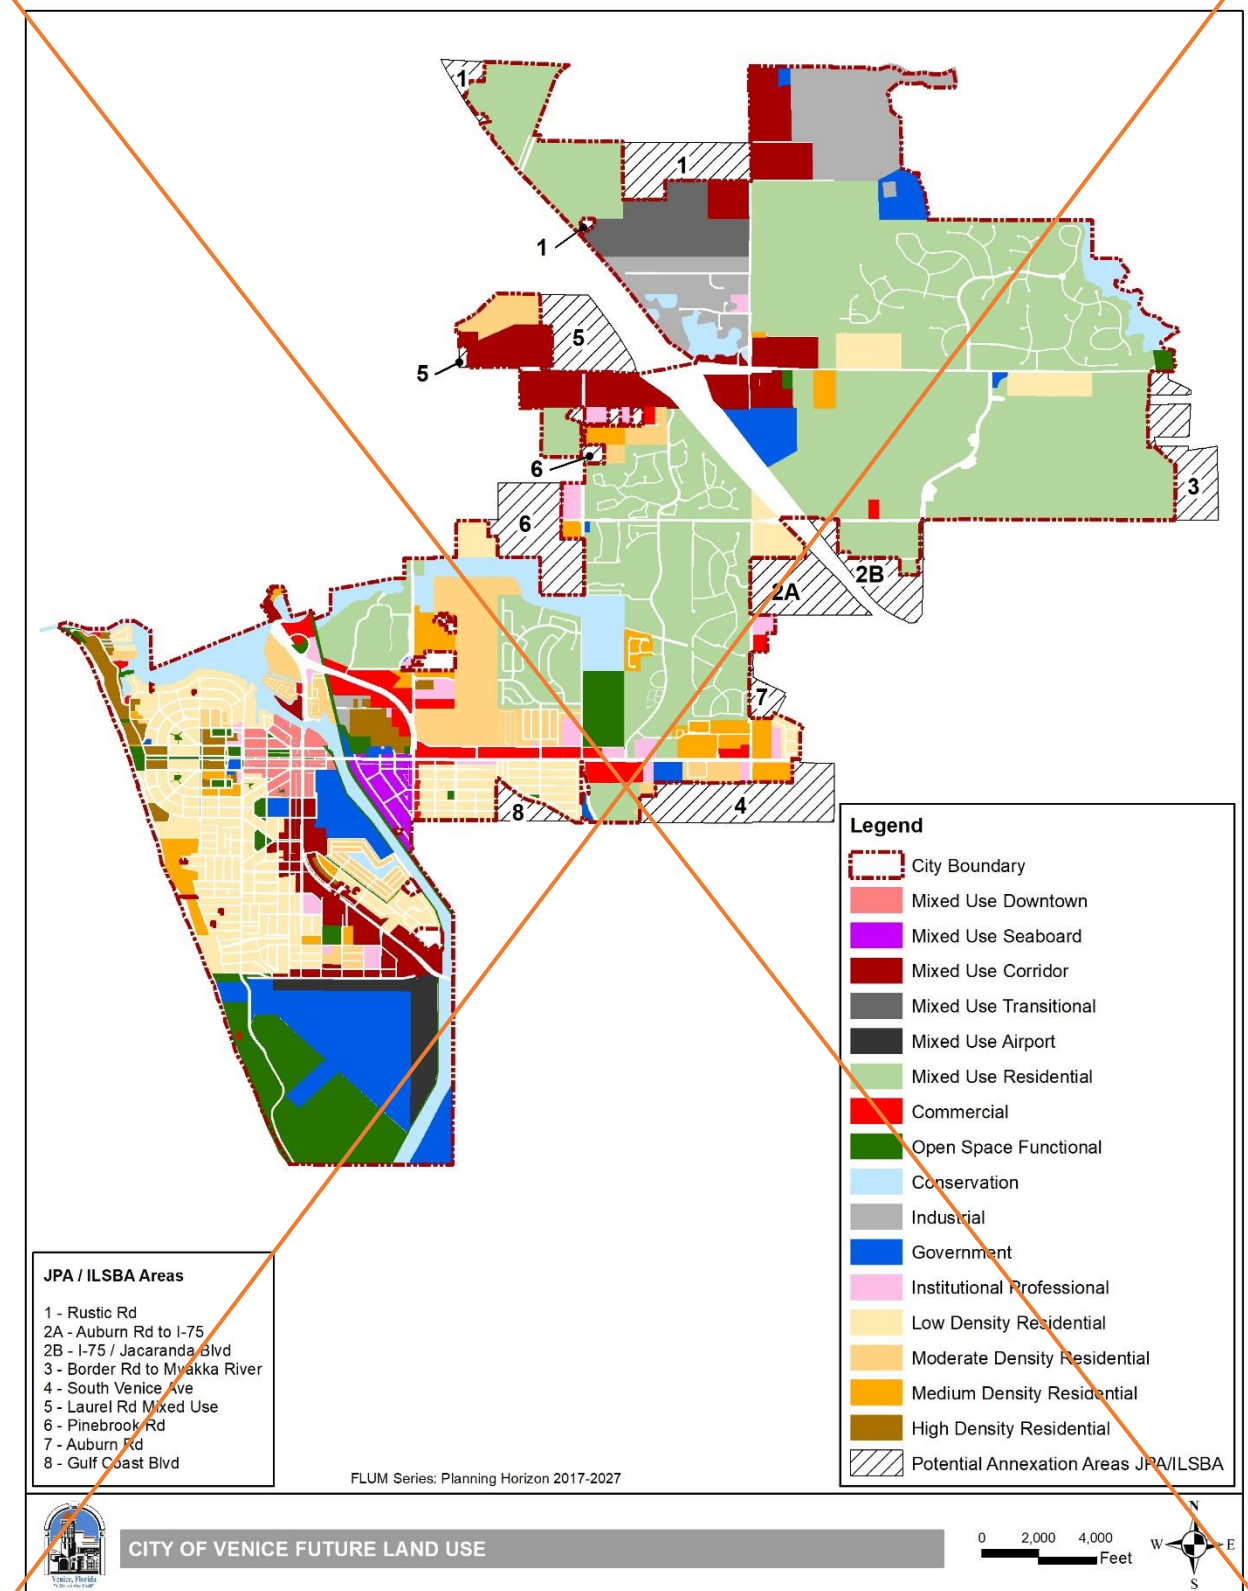 1
1
1
5
5
6
6
3
2B
2A
7
8
4
Legend
City Boundary
Mixed Use Downtown
Mixed Use Seaboard
Mixed Use Corridor
Mixed Use Transitional
Mixed Use Airport
Mixed Use Residential
Commercial
Open Space Functional
Conservation
Industrial
Government
Institutional Professional
Low Density Residential
Moderate Density Residential
Medium Density Residential
High Density Residential
Potential Annexation Areas JPA/ILSBA
JPA / ILSBA Areas
1 - Rustic Rd
2A - Auburn Rd to I-75
2B - I-75 / Jacaranda Blvd
3 - Border Rd to Myakka River
4 - South Venice Ave
5 - Laurel Rd Mixed Use
6 - Pinebrook Rd
7 - Auburn Rd
8 - Gulf Coast Blvd
FLUM Series: Planning Horizon 2017-2027
Venice, Florida
"City on the Gulf"
CITY OF VENICE FUTURE LAND USE
0 2,000 4,000
Feet
N
W E
S